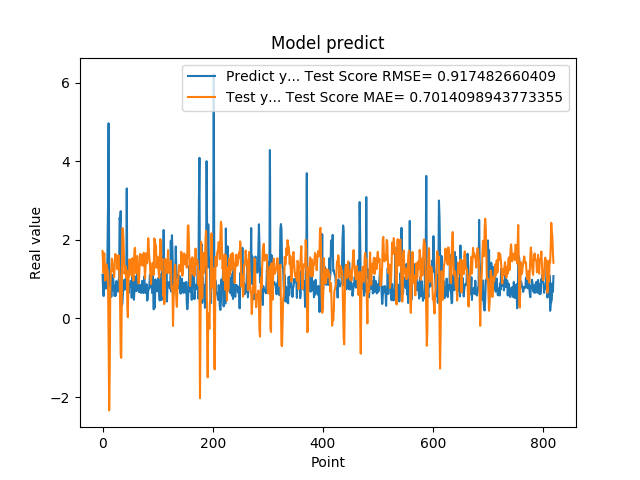 Model predict
Predict y... Test Score RMSE= 0.917482660409
Test y... Test Score MAE= 0.7014098943773355
Real value
6
4
2
0
−2
0 200 400 600 800
Point